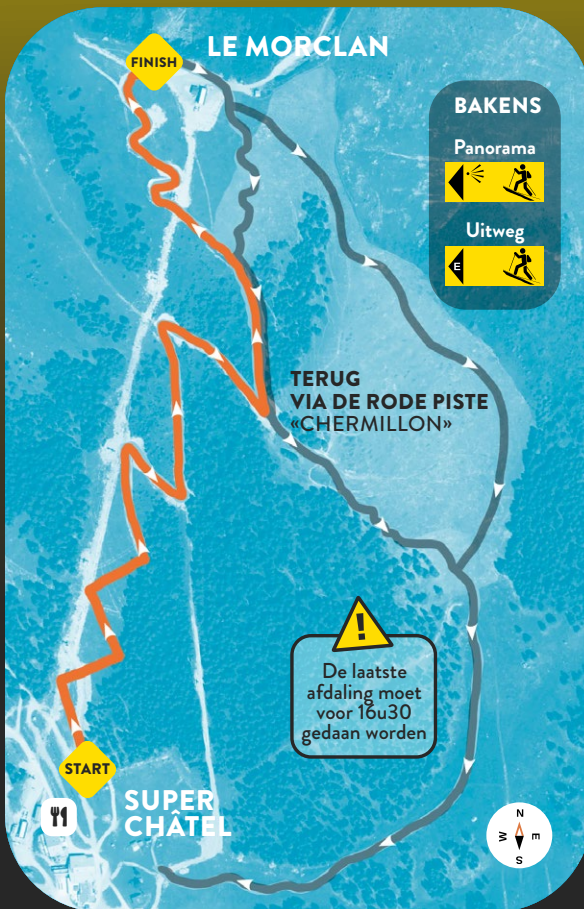 LE MORCLAN
FINISH
BAKENS
Panorama
Uitweg
E
TERUG
VIA DE RODE PISTE
«CHERMILLON»
!
De laatste
afdaling moet
voor 16u30
gedaan worden
START
SUPER
CHÂTEL
N
W E
S